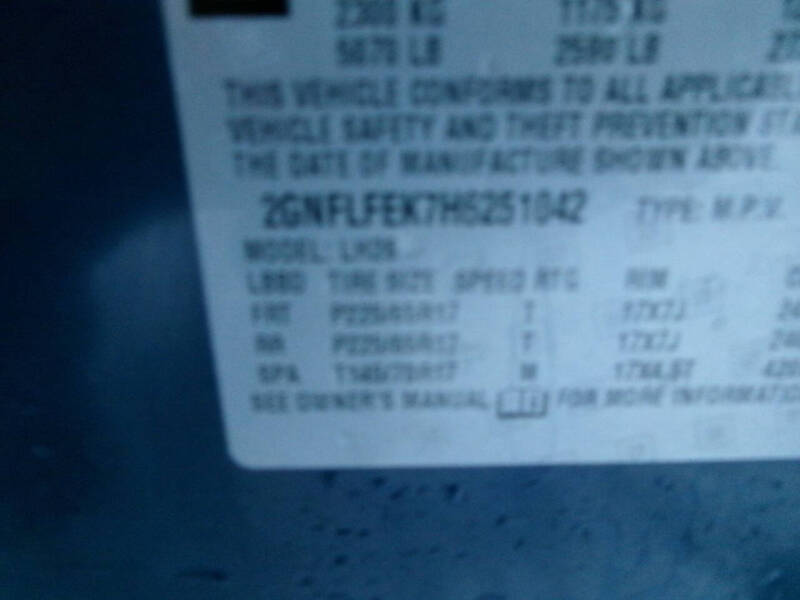 2300 KG 1175 KG
5070 LB 2590 LB
THIS VEHICLE CONFORMS TO ALL APPLICABLE
VEHICLE SAFETY AND THEFT PREVENTION STA
THE DATE OF MANUFACTURE SHOWN ABOVE.
2GNFLFEK7H6251042 TYPE: M.P.V.
MODEL: LH26
TIRE SIZE SPEED RTG RIM
FRT P225/65R17 T 17X7J
RR P225/65R17 T 17X7J
SPA T145/70R17 M 420
SEE OWNER'S MANUAL FOR MORE INFORMATIO